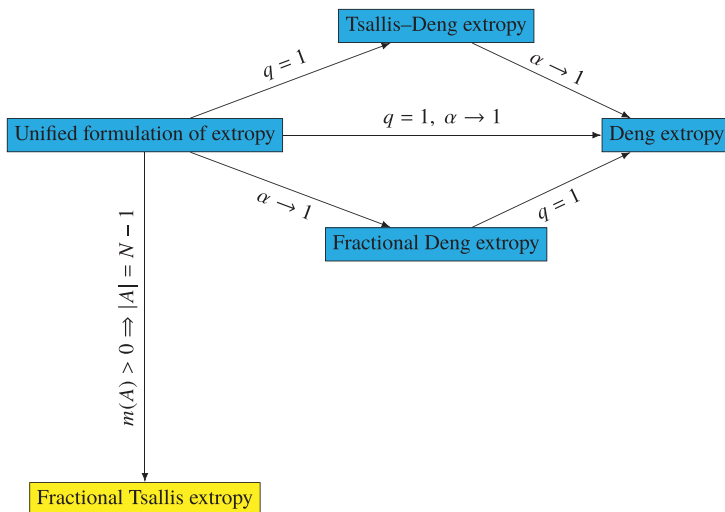 Tsallis–Deng extropy
q = 1
α → 1
Unified formulation of extropy
q = 1, α → 1
Deng extropy
α → 1
q = 1
Fractional Deng extropy
m(A) > 0 ⇒ |A| = N − 1
Fractional Tsallis extropy